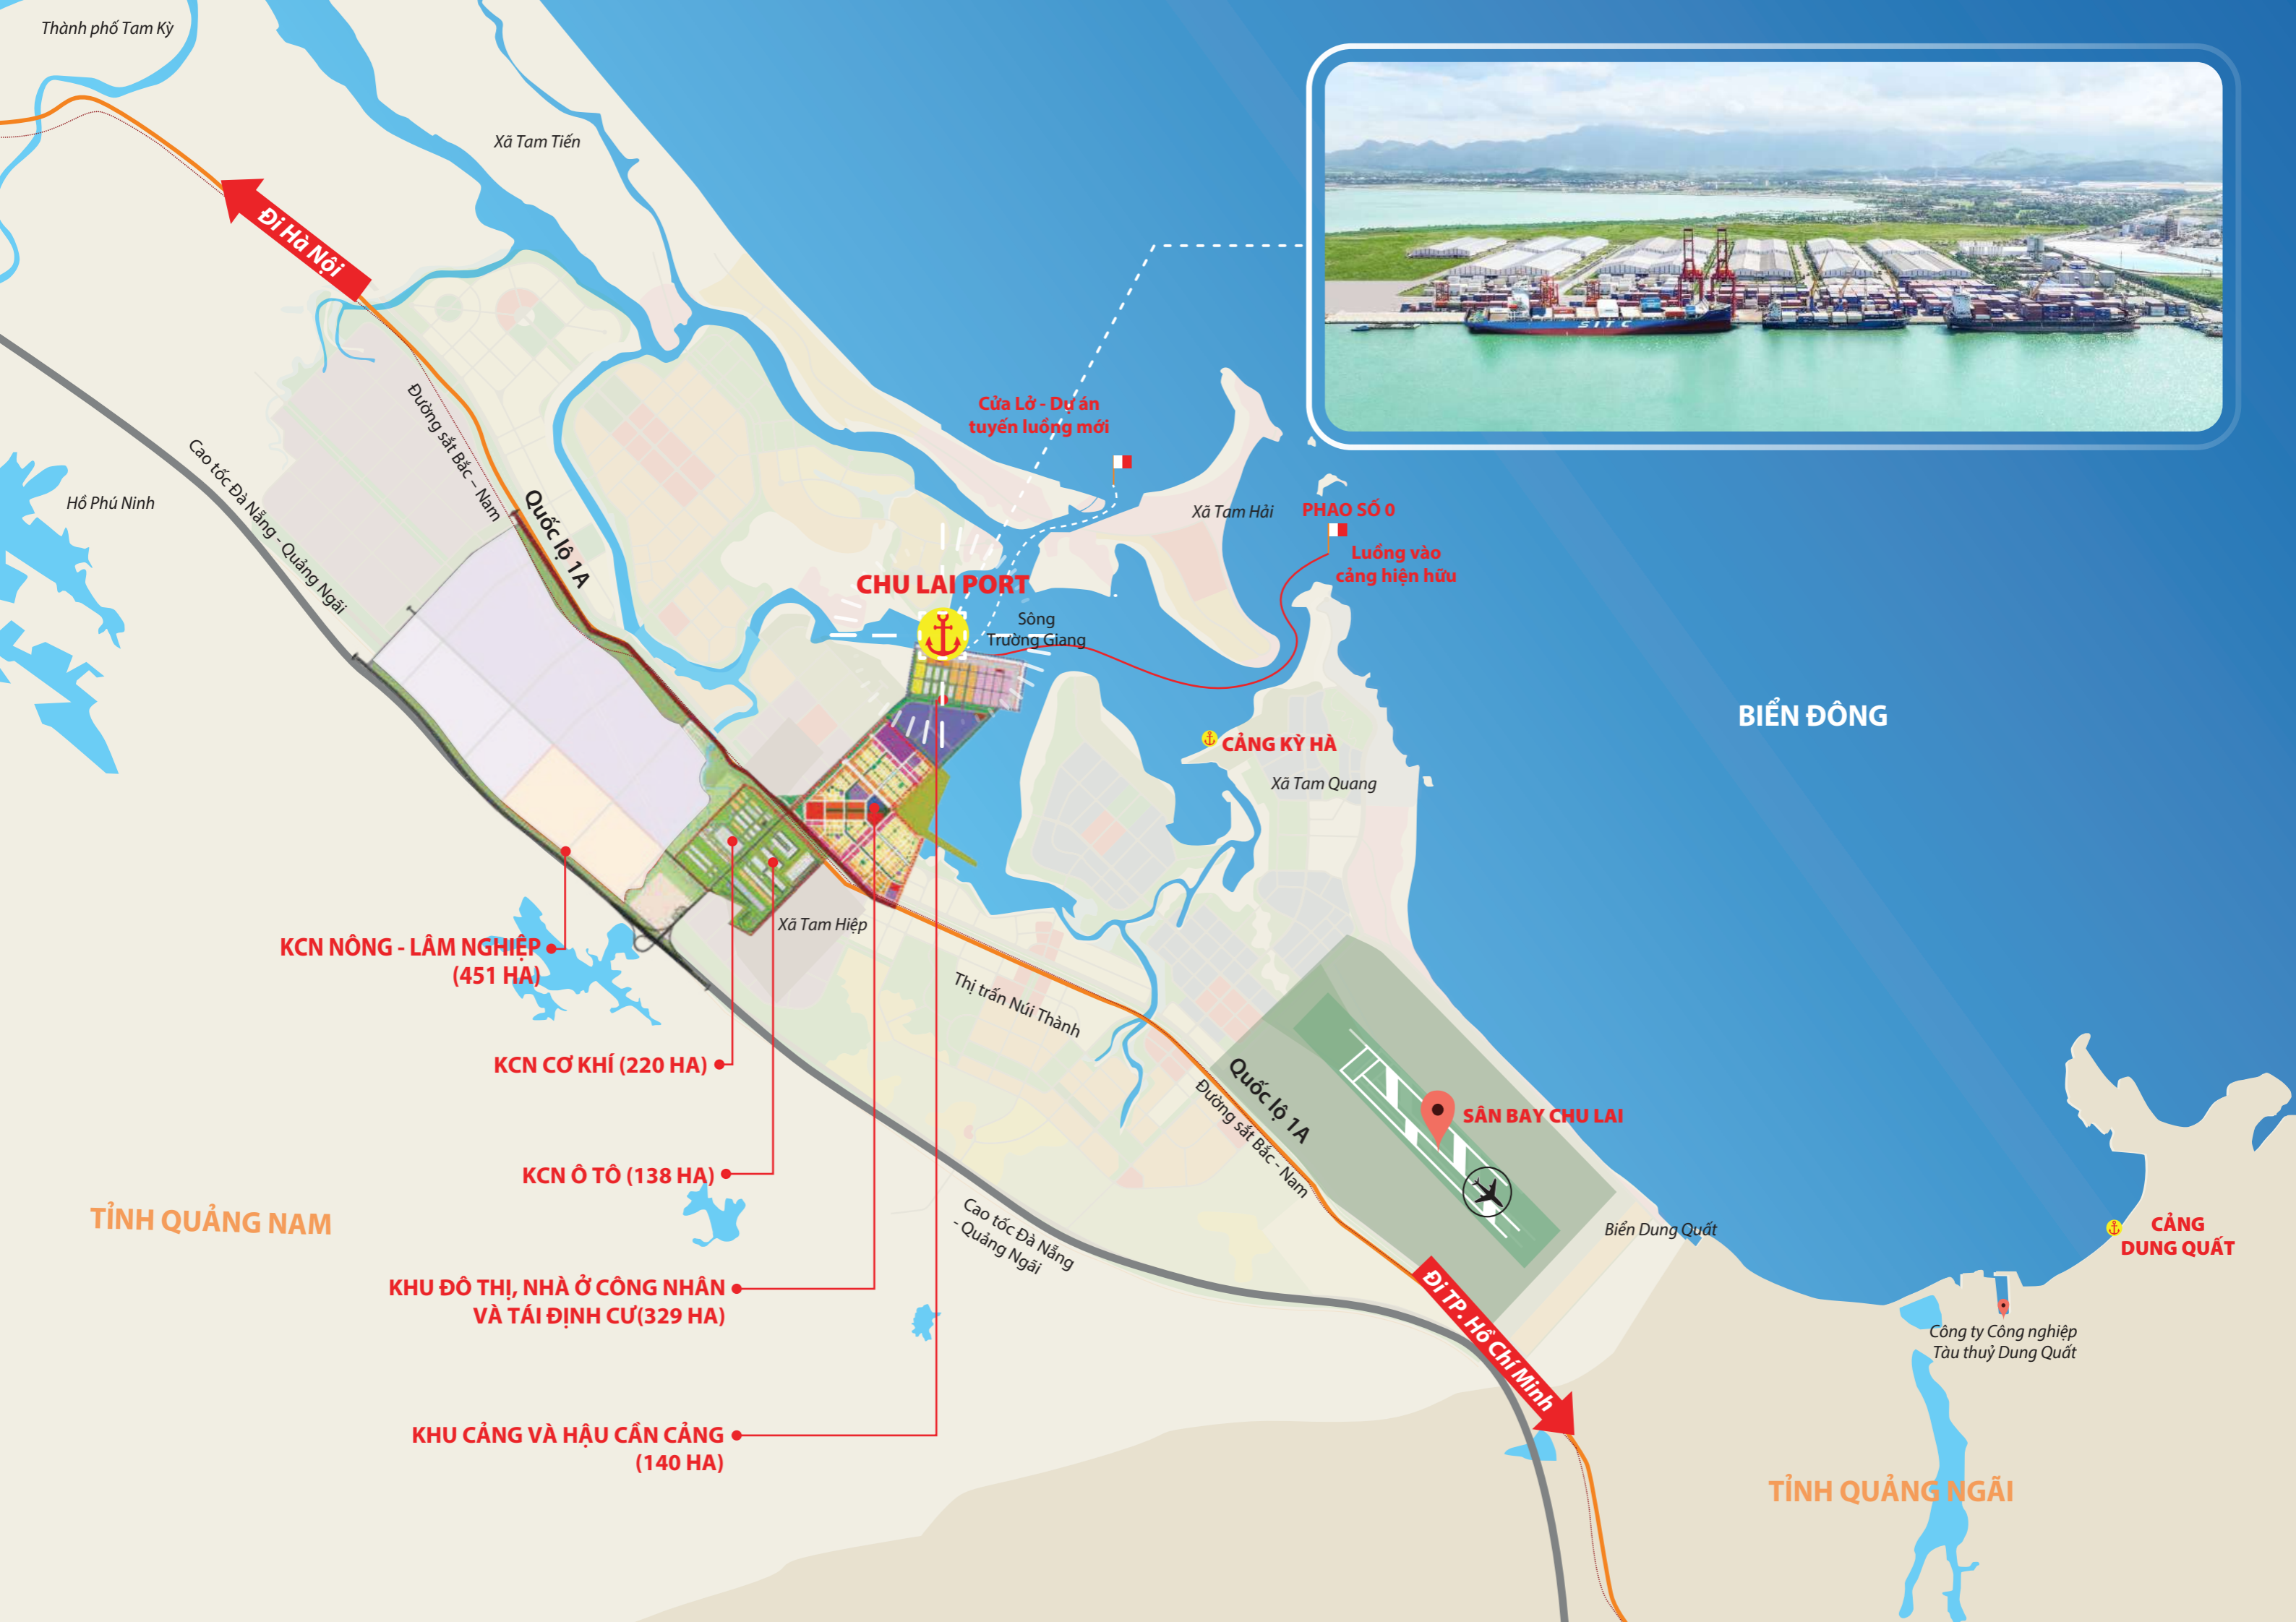 Thành phố Tam Kỳ
Xã Tam Tiến
Đi Hà Nội
SITC
Đường sắt Bắc – Nam
Cửa Lở - Dự án
tuyến luồng mới
Cao tốc Đà Nẵng - Quảng Ngãi
Hồ Phú Ninh
Quốc lộ 1A
Xã Tam Hải
PHAO SỐ 0
Luồng vào
cảng hiện hữu
CHU LAI PORT
Sông
Trường Giang
BIỂN ĐÔNG
CẢNG KỲ HÀ
Xã Tam Quang
Xã Tam Hiệp
KCN NÔNG - LÂM NGHIỆP
(451 HA)
Thị trấn Núi Thành
KCN CƠ KHÍ (220 HA)
Quốc lộ 1A
Đường sắt Bắc - Nam
SÂN BAY CHU LAI
KCN Ô TÔ (138 HA)
TỈNH QUẢNG NAM
Cao tốc Đà Nẵng
- Quảng Ngãi
Biển Dung Quất
CẢNG
DUNG QUẤT
KHU ĐÔ THỊ, NHÀ Ở CÔNG NHÂN
VÀ TÁI ĐỊNH CƯ(329 HA)
Đi TP. Hồ Chí Minh
Công ty Công nghiệp
Tàu thuỷ Dung Quất
KHU CẢNG VÀ HẬU CẦN CẢNG
(140 HA)
TỈNH QUẢNG NGÃI